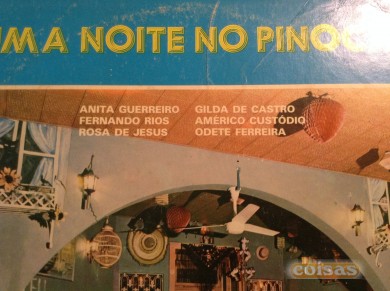 UMA NOITE NO PINOC
ANITA GUERREIRO GILDA DE CASTRO
FERNANDO RIOS AMÉRICO CUSTÓDIO
ROSA DE JESUS ODETE FERREIRA
coisas